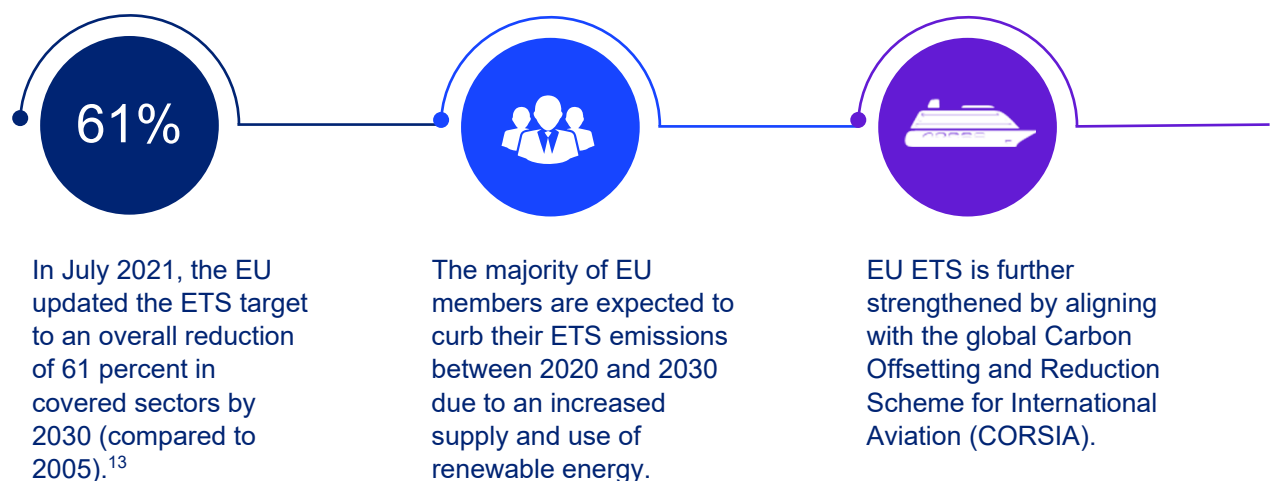 61%
In July 2021, the EU
updated the ETS target
to an overall reduction
of 61 percent in
covered sectors by
2030 (compared to
2005).13
The majority of EU
members are expected to
curb their ETS emissions
between 2020 and 2030
due to an increased
supply and use of
renewable energy.
EU ETS is further
strengthened by aligning
with the global Carbon
Offsetting and Reduction
Scheme for International
Aviation (CORSIA).